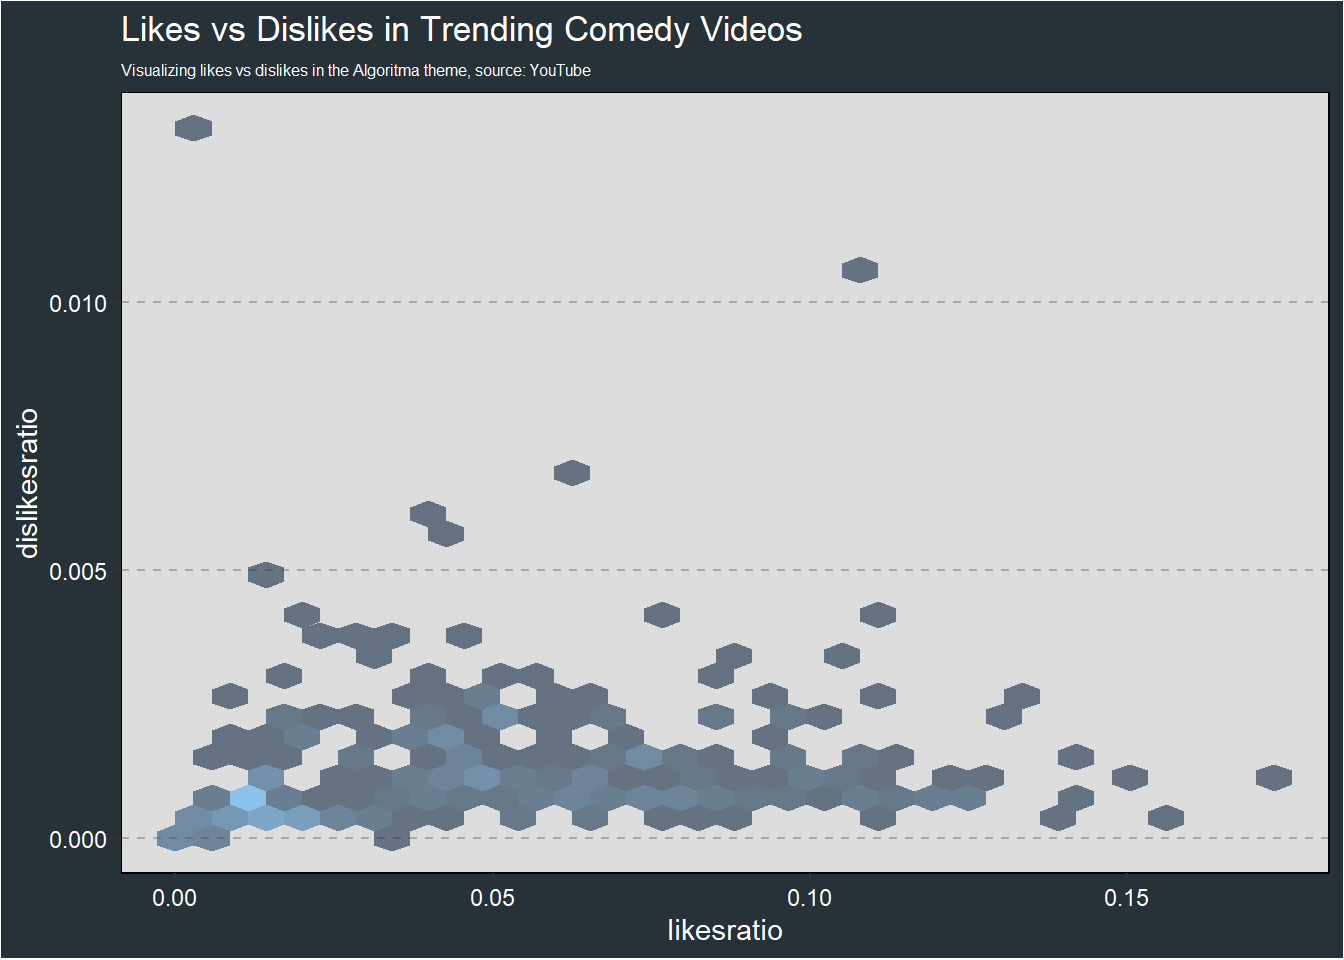 Likes vs Dislikes in Trending Comedy Videos
Visualizing likes vs dislikes in the Algoritma theme, source: YouTube
dislikesratio
0.010
0.005
0.000
0.00 0.05 0.10 0.15
likesratio